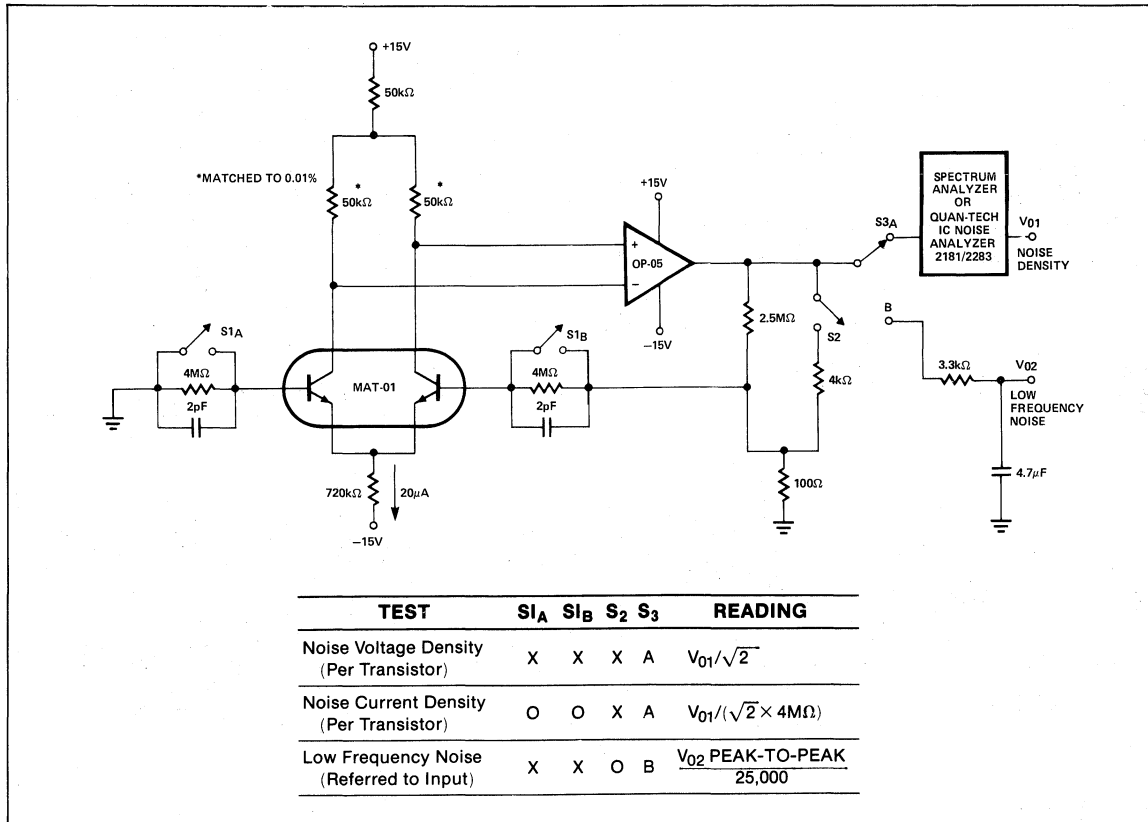 +15V
50kΩ
*MATCHED TO 0.01%
*
50kΩ
*
50kΩ
+15V
+
OP-05
−
−15V
S3A
SPECTRUM
ANALYZER
OR
QUAN-TECH
IC NOISE
ANALYZER
2181/2283
V01
NOISE
DENSITY
S1A
4MΩ
2pF
MAT-01
S1B
4MΩ
2pF
2.5MΩ
S2
4kΩ
B
3.3kΩ
V02
LOW
FREQUENCY
NOISE
720kΩ
20μA
−15V
100Ω
4.7μF
TEST SIA SIB S2 S3 READING
Noise Voltage Density
(Per Transistor) X X X A V01/√2
Noise Current Density
(Per Transistor) O O X A V01/(√2 × 4MΩ)
Low Frequency Noise
(Referred to Input) X X O B V02 PEAK-TO-PEAK
25,000